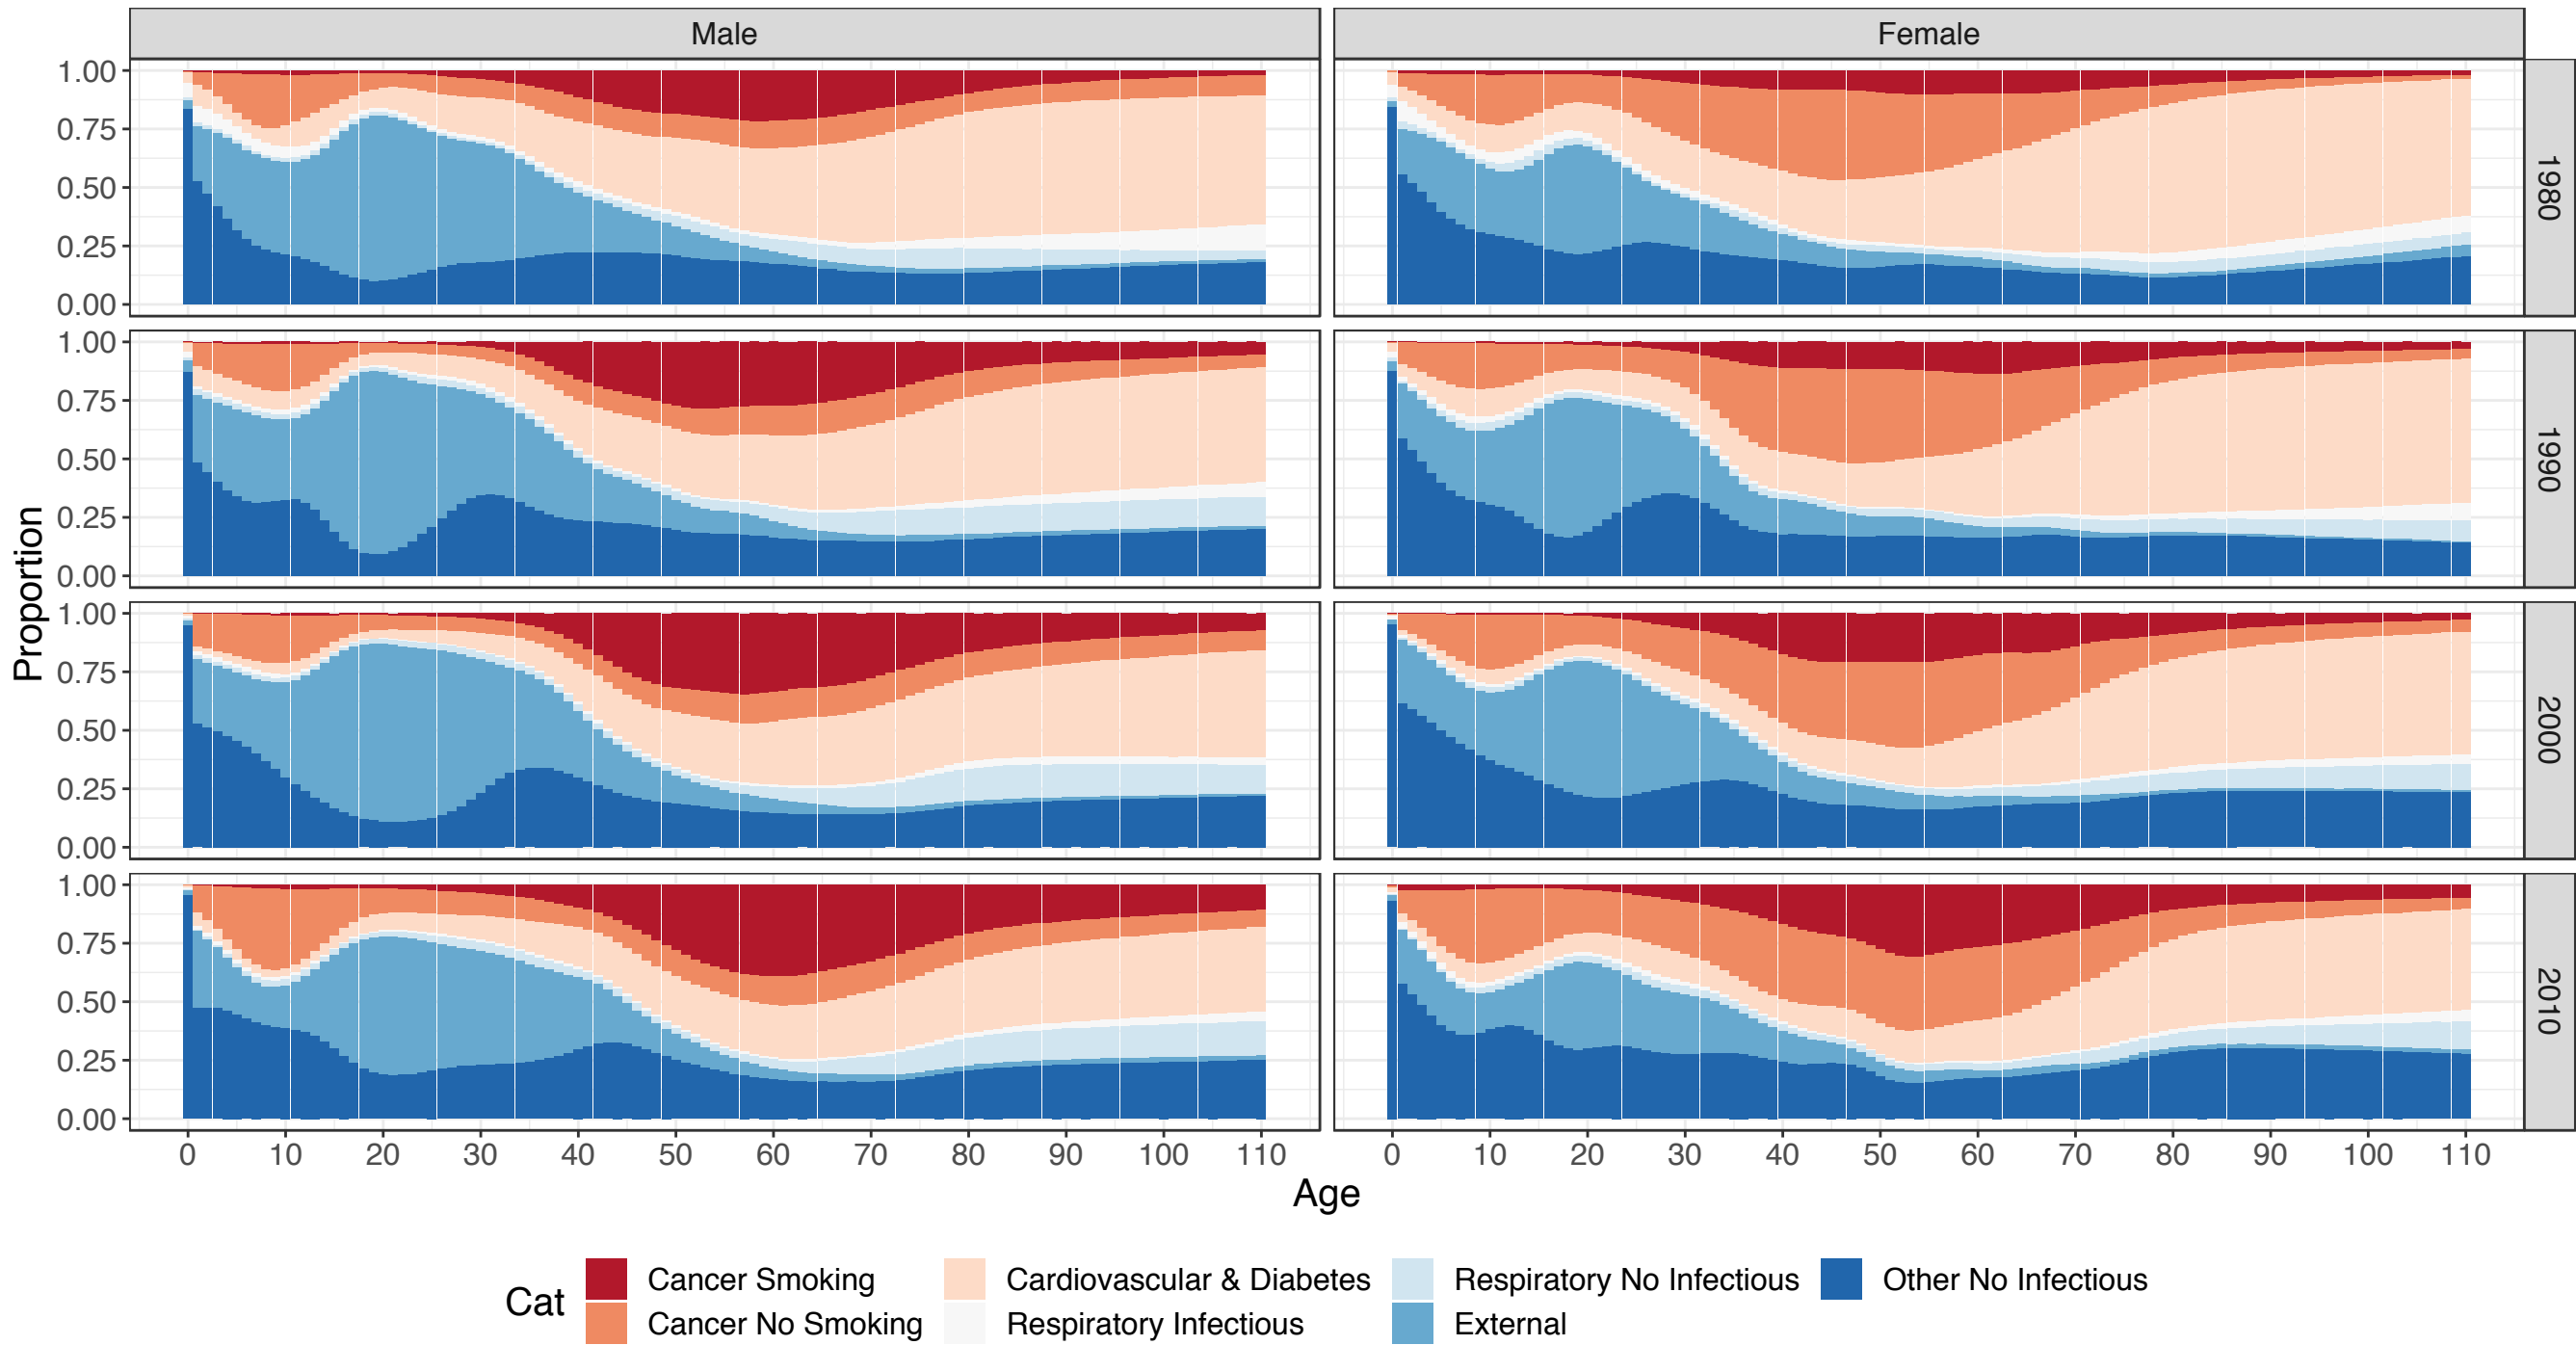 Male
Female
1.00
0.75
0.50
0.25
0.00
1980
1.00
0.75
0.50
0.25
0.00
1990
1.00
0.75
0.50
0.25
0.00
2000
1.00
0.75
0.50
0.25
0.00
2010
Proportion
0 10 20 30 40 50 60 70 80 90 100 110
0 10 20 30 40 50 60 70 80 90 100 110
Age
Cat
Cancer Smoking
Cancer No Smoking
Cardiovascular & Diabetes
Respiratory Infectious
Respiratory No Infectious
External
Other No Infectious